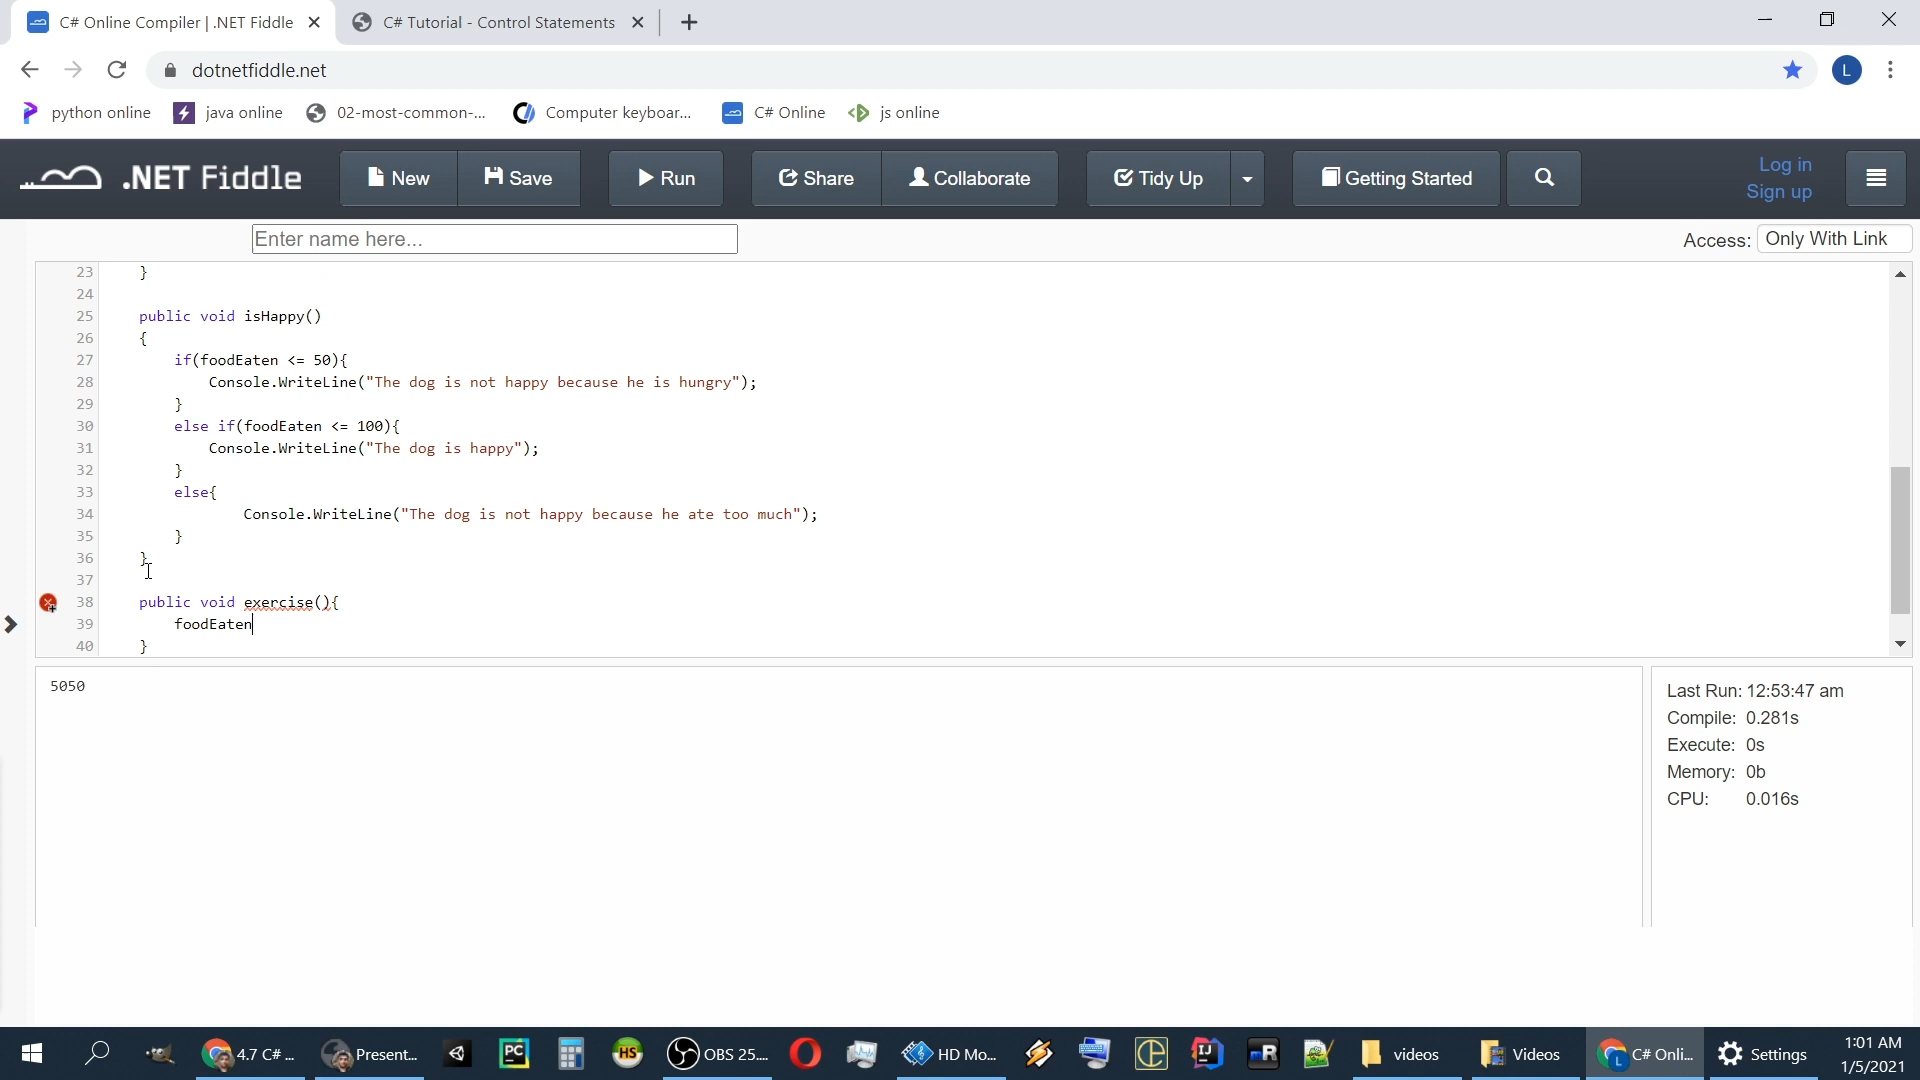 C# Online Compiler | .NET Fiddle
C# Tutorial - Control Statements
dotnetfiddle.net
L
python online
java online
02-most-common-...
Computer keyboar...
C# Online
js online
.NET Fiddle
New
Save
Run
Share
Collaborate
Tidy Up
Getting Started
Log in
Sign up
Enter name here...
Access: Only With Link
23 }
24
25 public void isHappy()
26 {
27 if(foodEaten <= 50){
28 Console.WriteLine("The dog is not happy because he is hungry");
29 }
30 else if(foodEaten <= 100){
31 Console.WriteLine("The dog is happy");
32 }
33 else{
34 Console.WriteLine("The dog is not happy because he ate too much");
35 }
36 }
37
38 public void exercise(){
39 foodEaten
40 }
5050
Last Run: 12:53:47 am
Compile: 0.281s
Execute: 0s
Memory: 0b
CPU: 0.016s
4.7 C# ...
Present...
PC
HS
OBS 25....
HD Mo...
IJ
R
videos
Videos
L
C# Onli...
Settings
1:01 AM
1/5/2021